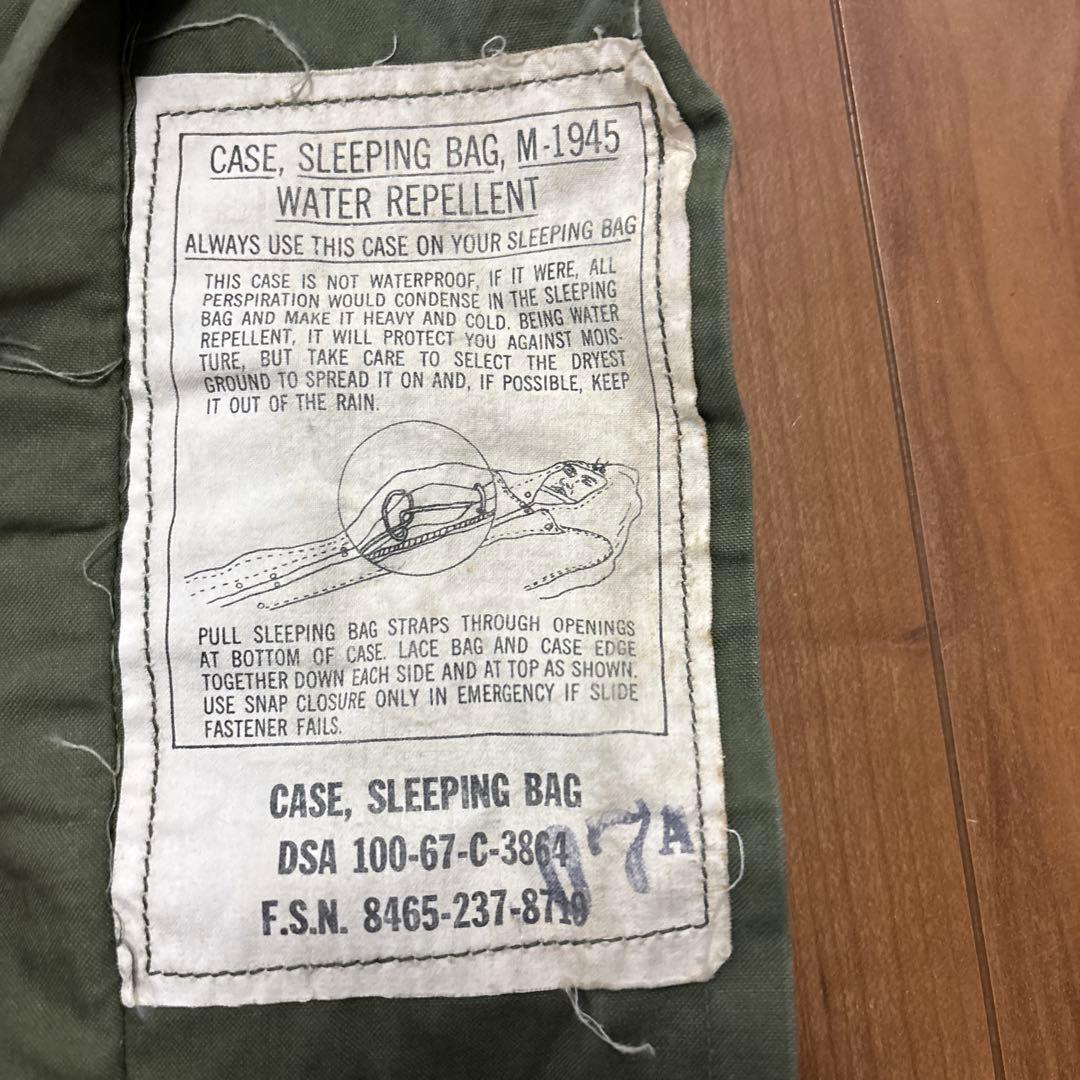 CASE, SLEEPING BAG, M-1945
WATER REPELLENT
ALWAYS USE THIS CASE ON YOUR SLEEPING BAG
THIS CASE IS NOT WATERPROOF, IF IT WERE, ALL
PERSPIRATION WOULD CONDENSE IN THE SLEEPING
BAG AND MAKE IT HEAVY AND COLD. BEING WATER
REPELLENT, IT WILL PROTECT YOU AGAINST MOIS-
TURE, BUT TAKE CARE TO SELECT THE DRYEST
GROUND TO SPREAD IT ON AND, IF POSSIBLE, KEEP
IT OUT OF THE RAIN.
PULL SLEEPING BAG STRAPS THROUGH OPENINGS
AT BOTTOM OF CASE. LACE BAG AND CASE EDGE
TOGETHER DOWN EACH SIDE AND AT TOP AS SHOWN.
USE SNAP CLOSURE ONLY IN EMERGENCY IF SLIDE
FASTENER FAILS.
CASE, SLEEPING BAG
DSA 100-67-C-3864
F.S.N. 8465-237-8719